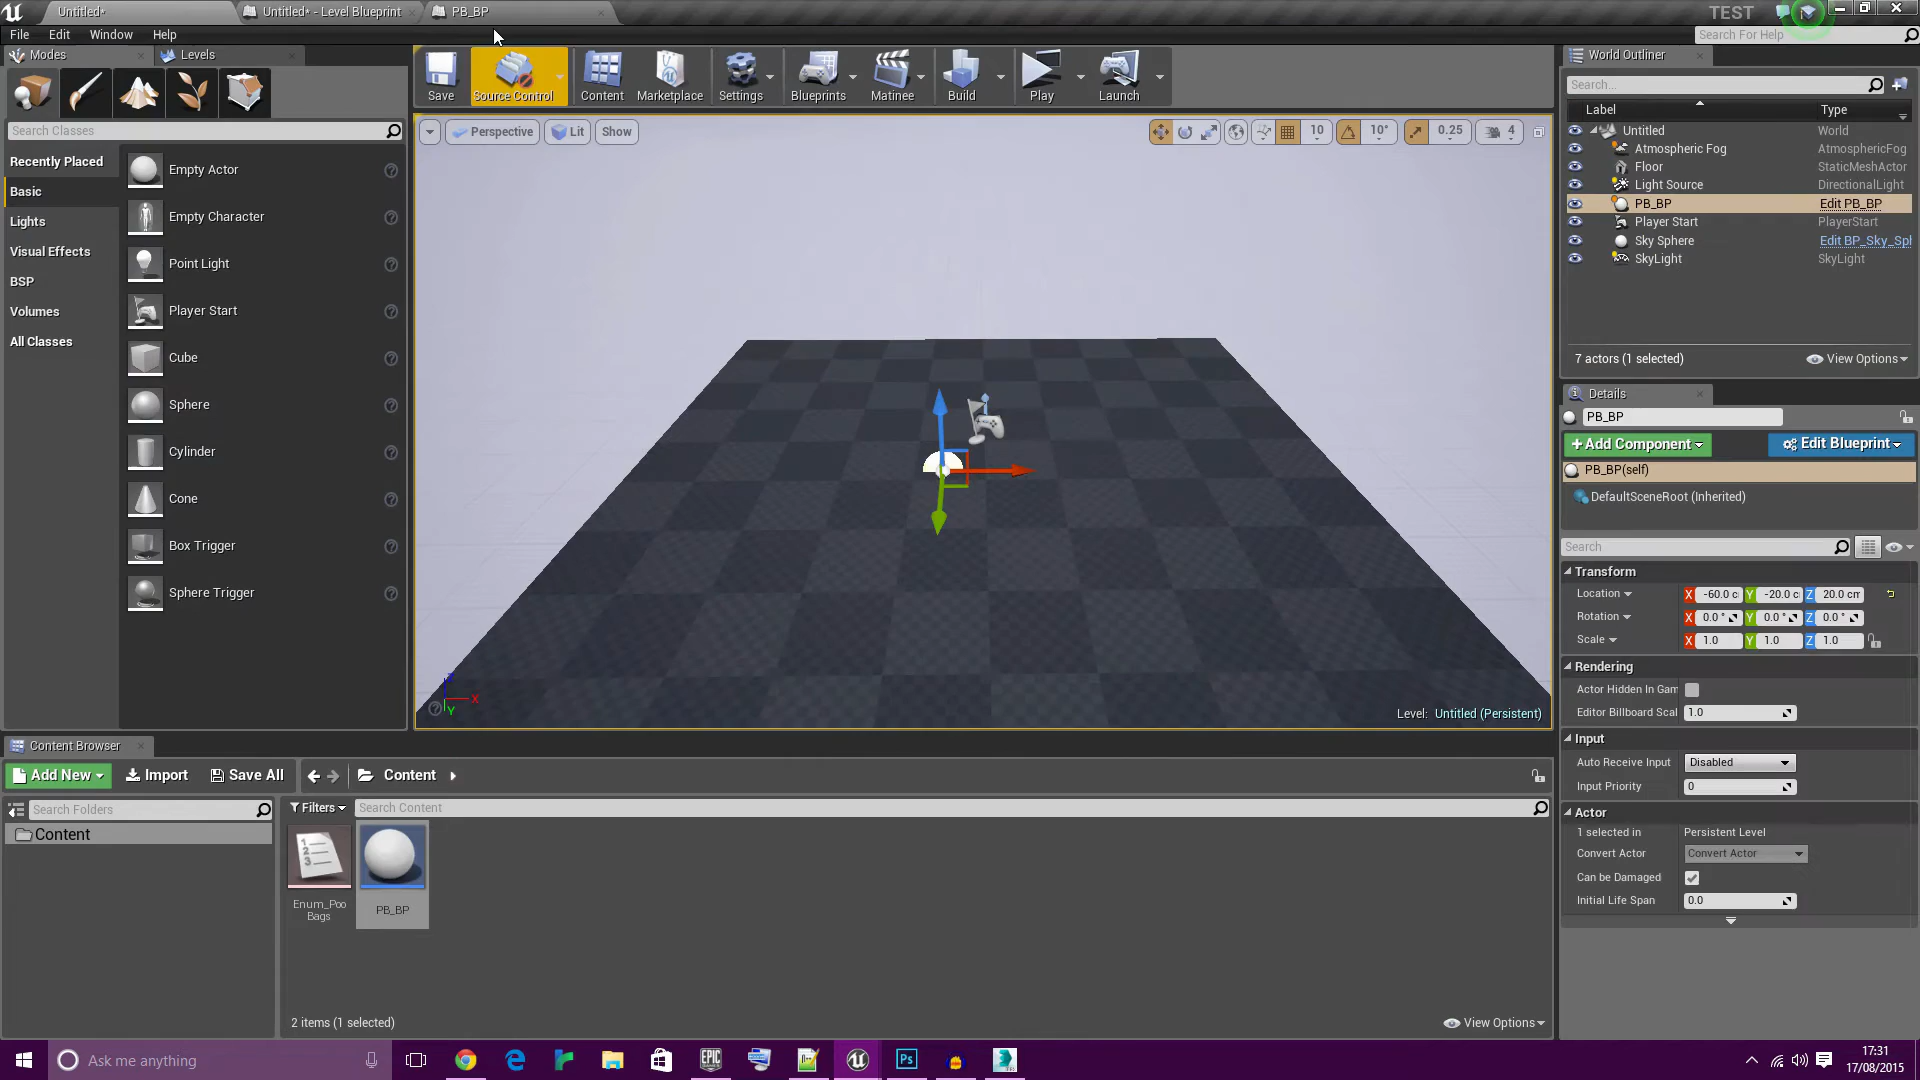 Untitled*
Untitled* - Level Blueprint
PB_BP
TEST
File
Edit
Window
Help
Search For Help
Modes
Levels
Save
Source Control
Content
Marketplace
Settings
Blueprints
Matinee
Build
Play
Launch
Search Classes
Recently Placed
Basic
Lights
Visual Effects
BSP
Volumes
All Classes
Empty Actor
Empty Character
Point Light
Player Start
Cube
Sphere
Cylinder
Cone
Box Trigger
Sphere Trigger
Perspective
Lit
Show
10
10°
0.25
4
Z
X
Y
Level: Untitled (Persistent)
World Outliner
Search...
Label
Type
Untitled World
Atmospheric Fog AtmosphericFog
Floor StaticMeshActor
Light Source DirectionalLight
PB_BP Edit PB_BP
Player Start PlayerStart
Sky Sphere Edit BP_Sky_Sph
SkyLight SkyLight
7 actors (1 selected)
View Options
Details
PB_BP
+Add Component
Edit Blueprint
PB_BP(self)
DefaultSceneRoot (Inherited)
Search
Transform
Location X -60.0 c Y -20.0 c Z 20.0 cm
Rotation X 0.0 ° Y 0.0 ° Z 0.0 °
Scale X 1.0 Y 1.0 Z 1.0
Rendering
Actor Hidden In Gam
Editor Billboard Scal 1.0
Input
Auto Receive Input Disabled
Input Priority 0
Actor
1 selected in Persistent Level
Convert Actor Convert Actor
Can be Damaged
Initial Life Span 0.0
Content Browser
Add New
Import
Save All
Content
Search Folders
Filters
Search Content
Content
Enum_Poo
Bags
PB_BP
2 items (1 selected)
View Options
Ask me anything
EPIC
GAMES
Ps
17:31
17/08/2015